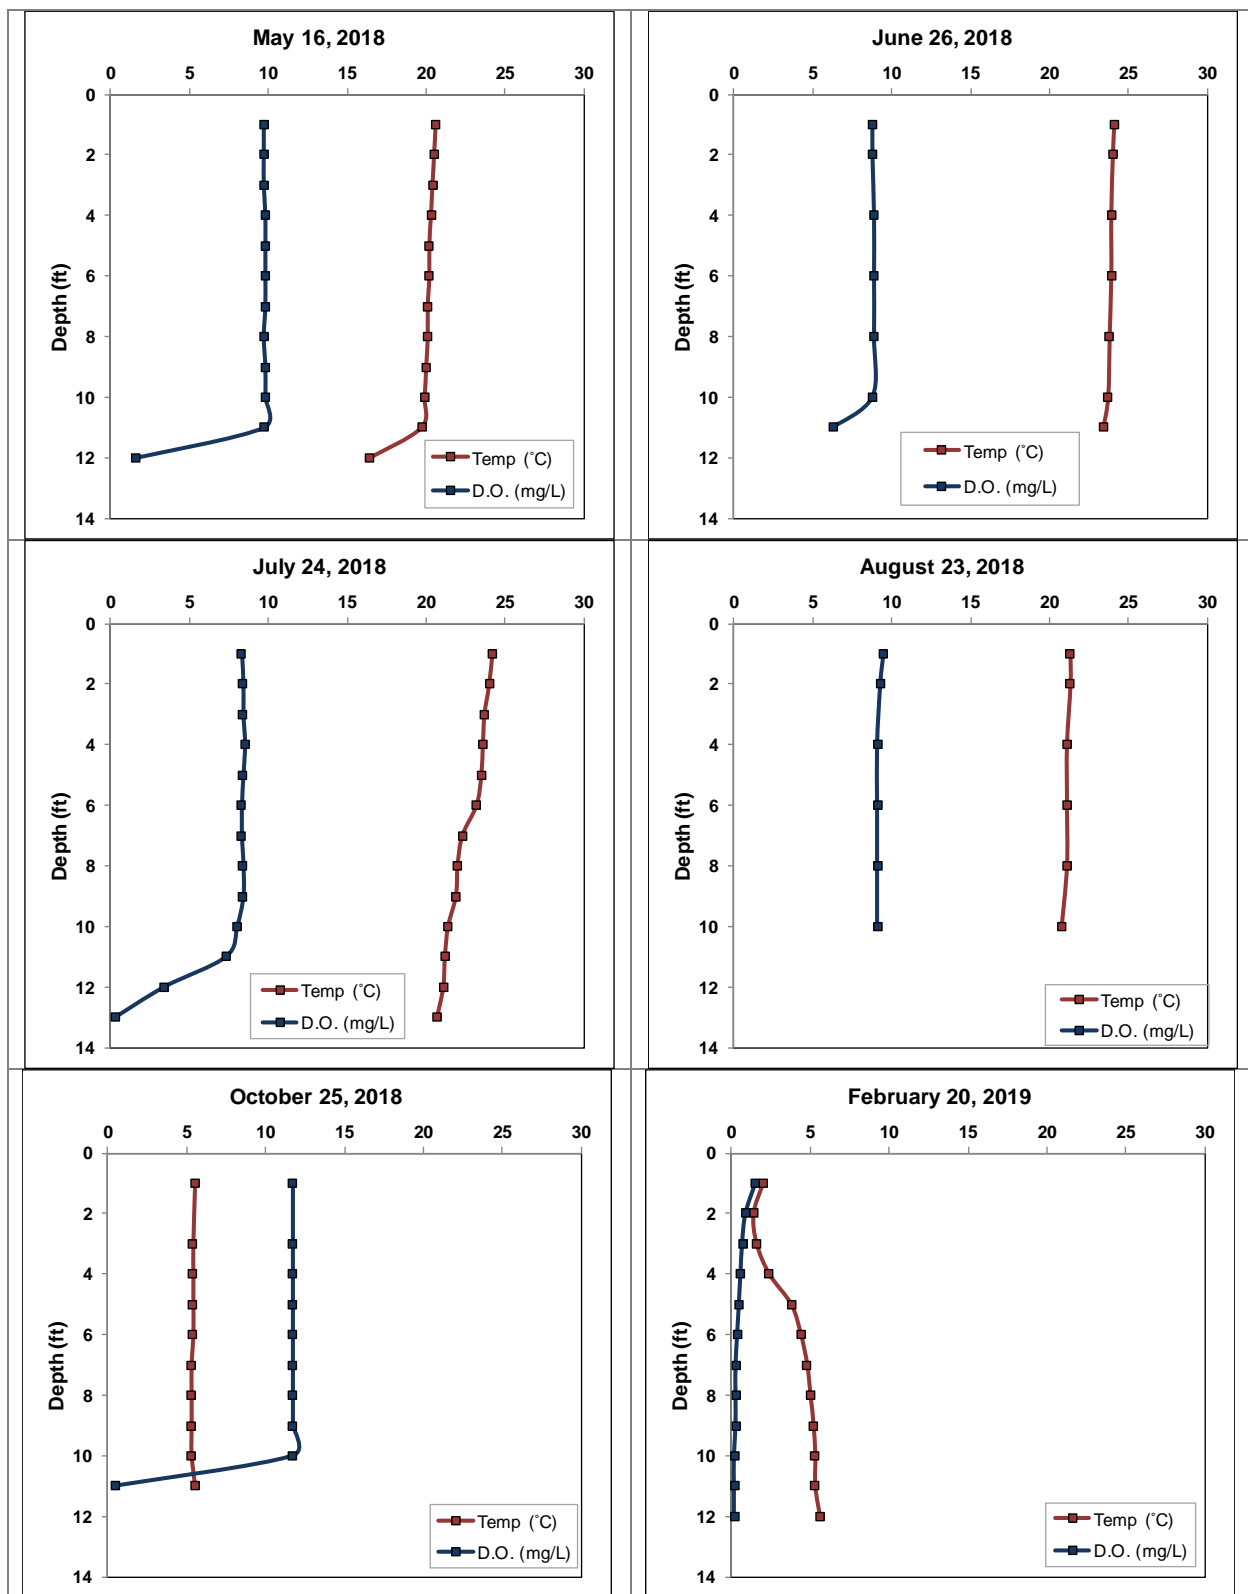 May 16, 2018
0 5 10 15 20 25 30
0
2
4
6
8
10
12
14
Depth (ft)
Temp (˚C)
D.O. (mg/L)
June 26, 2018
0 5 10 15 20 25 30
0
2
4
6
8
10
12
14
Depth (ft)
Temp (˚C)
D.O. (mg/L)
July 24, 2018
0 5 10 15 20 25 30
0
2
4
6
8
10
12
14
Depth (ft)
Temp (˚C)
D.O. (mg/L)
August 23, 2018
0 5 10 15 20 25 30
0
2
4
6
8
10
12
14
Depth (ft)
Temp (˚C)
D.O. (mg/L)
October 25, 2018
0 5 10 15 20 25 30
0
2
4
6
8
10
12
14
Depth (ft)
Temp (˚C)
D.O. (mg/L)
February 20, 2019
0 5 10 15 20 25 30
0
2
4
6
8
10
12
14
Depth (ft)
Temp (˚C)
D.O. (mg/L)